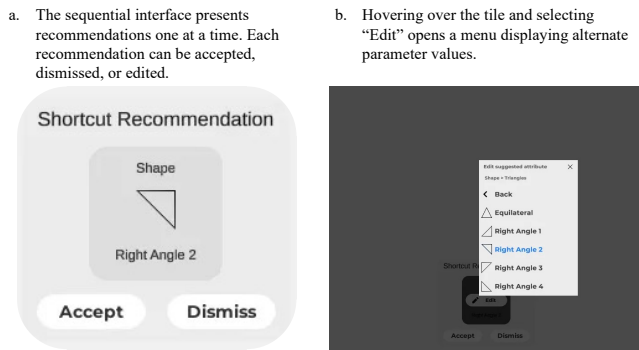 a. The sequential interface presents
recommendations one at a time. Each
recommendation can be accepted,
dismissed, or edited.
Shortcut Recommendation
Shape
Right Angle 2
Accept
Dismiss
b. Hovering over the tile and selecting
“Edit” opens a menu displaying alternate
parameter values.
Edit suggested attribute
Shape • Triangles
Back
Equilateral
Right Angle 1
Right Angle 2
Right Angle 3
Right Angle 4
Shortcut
Edit
Accept
Dismiss